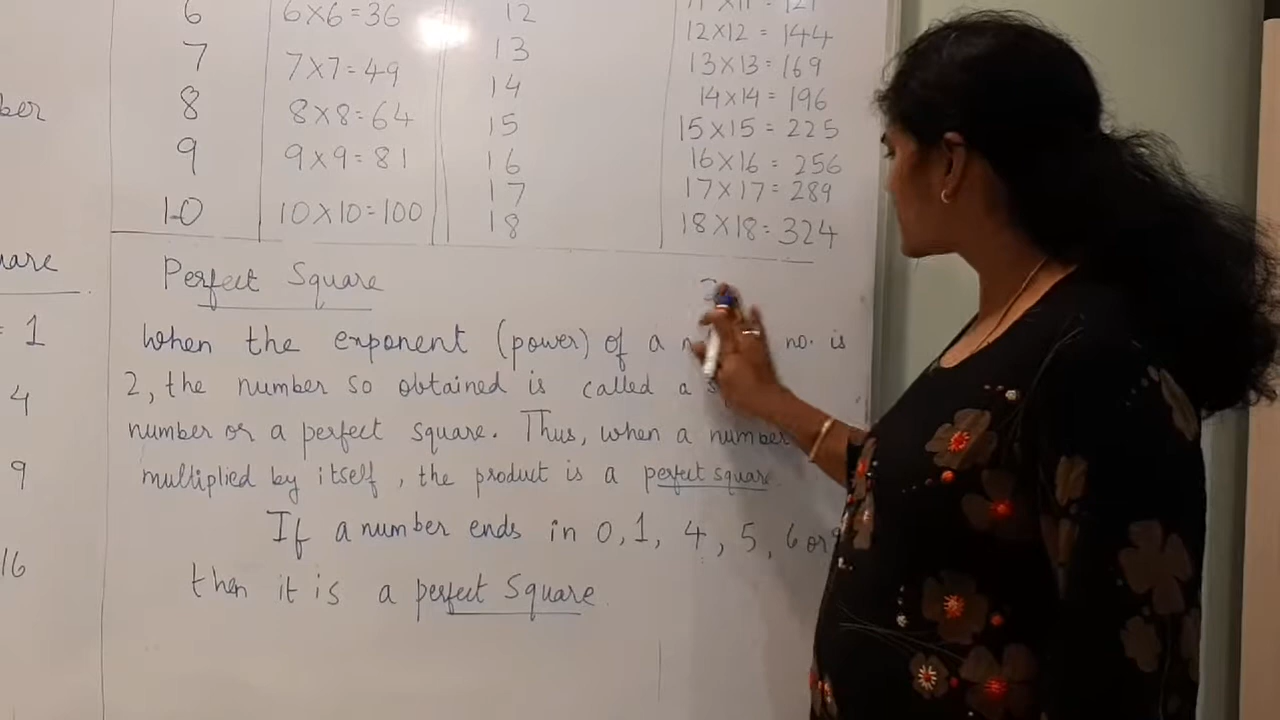 6 6×6=36 12 11×11=121
7 7×7=49 13 12×12=144
8 8×8=64 14 13×13=169
9 9×9=81 15 14×14=196
10 10×10=100 16 15×15=225
17 16×16=256
18 17×17=289
18×18=324
Perfect Square
When the exponent (power) of a no. is
2, the number so obtained is called a
number or a perfect square. Thus, when a number
multiplied by itself, the product is a perfect square
If a number ends in 0, 1, 4, 5, 6 or 9
then it is a perfect Square.
= 1
4
9
16